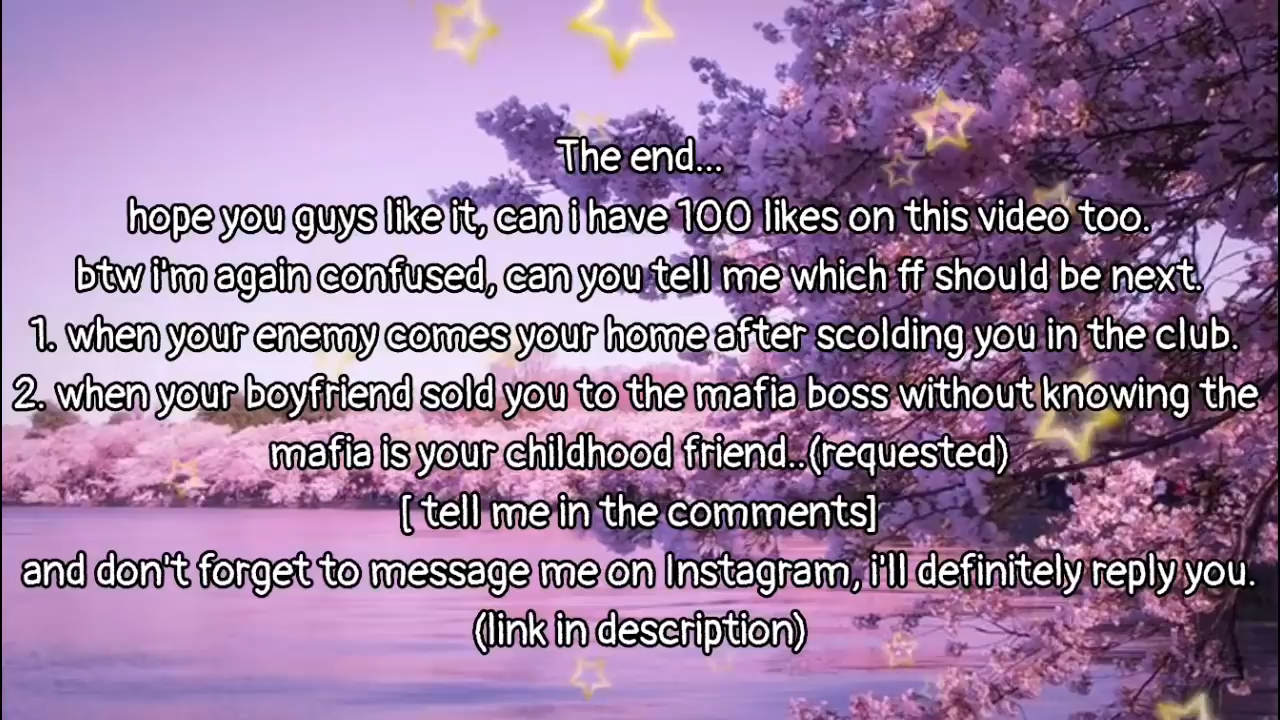 The end...
hope you guys like it, can i have 100 likes on this video too.
btw i'm again confused, can you tell me which ff should be next.
1. when your enemy comes your home after scolding you in the club.
2. when your boyfriend sold you to the mafia boss without knowing the
mafia is your childhood friend..(requested)
[ tell me in the comments]
and don't forget to message me on Instagram, i'll definitely reply you.
(link in description)